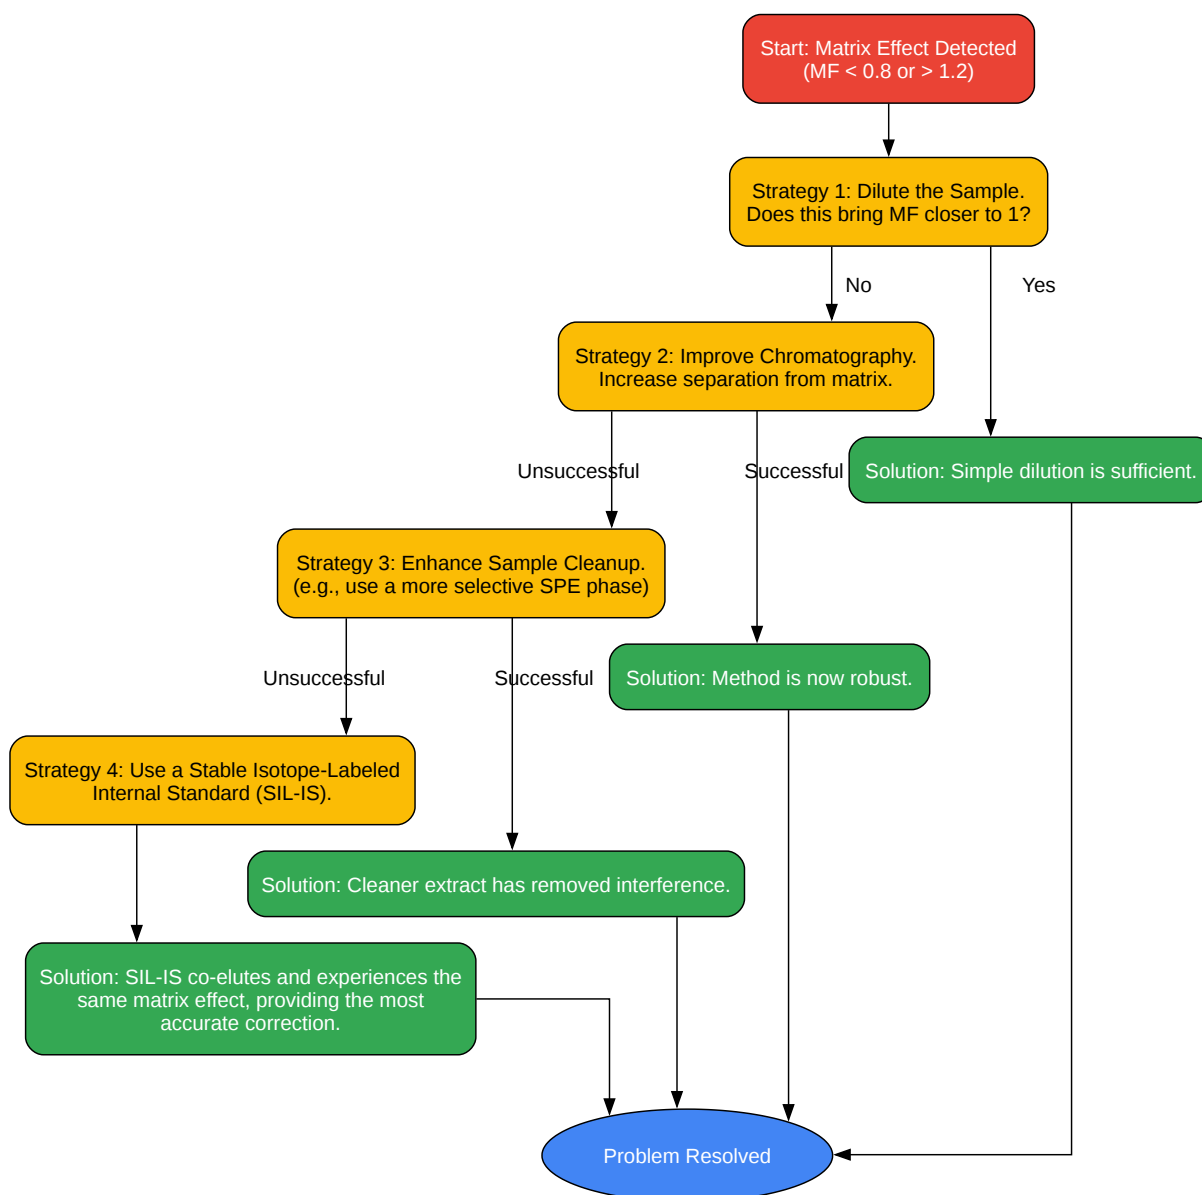 Start: Matrix Effect Detected
(MF < 0.8 or > 1.2)
Strategy 1: Dilute the Sample.
Does this bring MF closer to 1?
No
Yes
Strategy 2: Improve Chromatography.
Increase separation from matrix.
Unsuccessful
Successful
Solution: Simple dilution is sufficient.
Strategy 3: Enhance Sample Cleanup.
(e.g., use a more selective SPE phase)
Unsuccessful
Successful
Solution: Method is now robust.
Strategy 4: Use a Stable Isotope-Labeled
Internal Standard (SIL-IS).
Solution: Cleaner extract has removed interference.
Solution: SIL-IS co-elutes and experiences the
same matrix effect, providing the most
accurate correction.
Problem Resolved